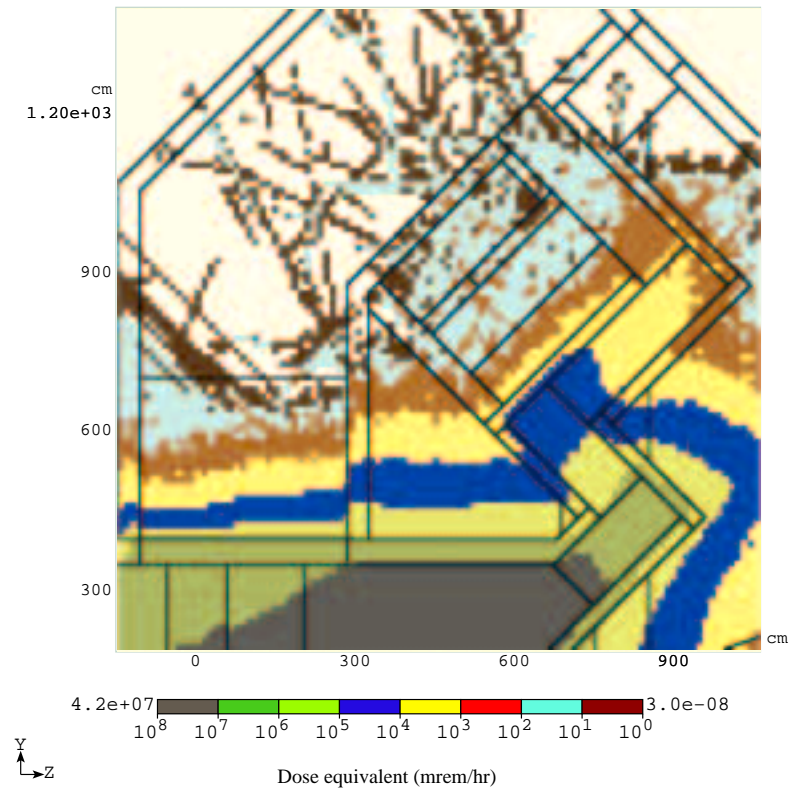 cm
1.20e+03
900
600
300
cm
0 300 600 900
4.2e+07 3.0e-08
10^8 10^7 10^6 10^5 10^4 10^3 10^2 10^1 10^0
Y
Z
Dose equivalent (mrem/hr)